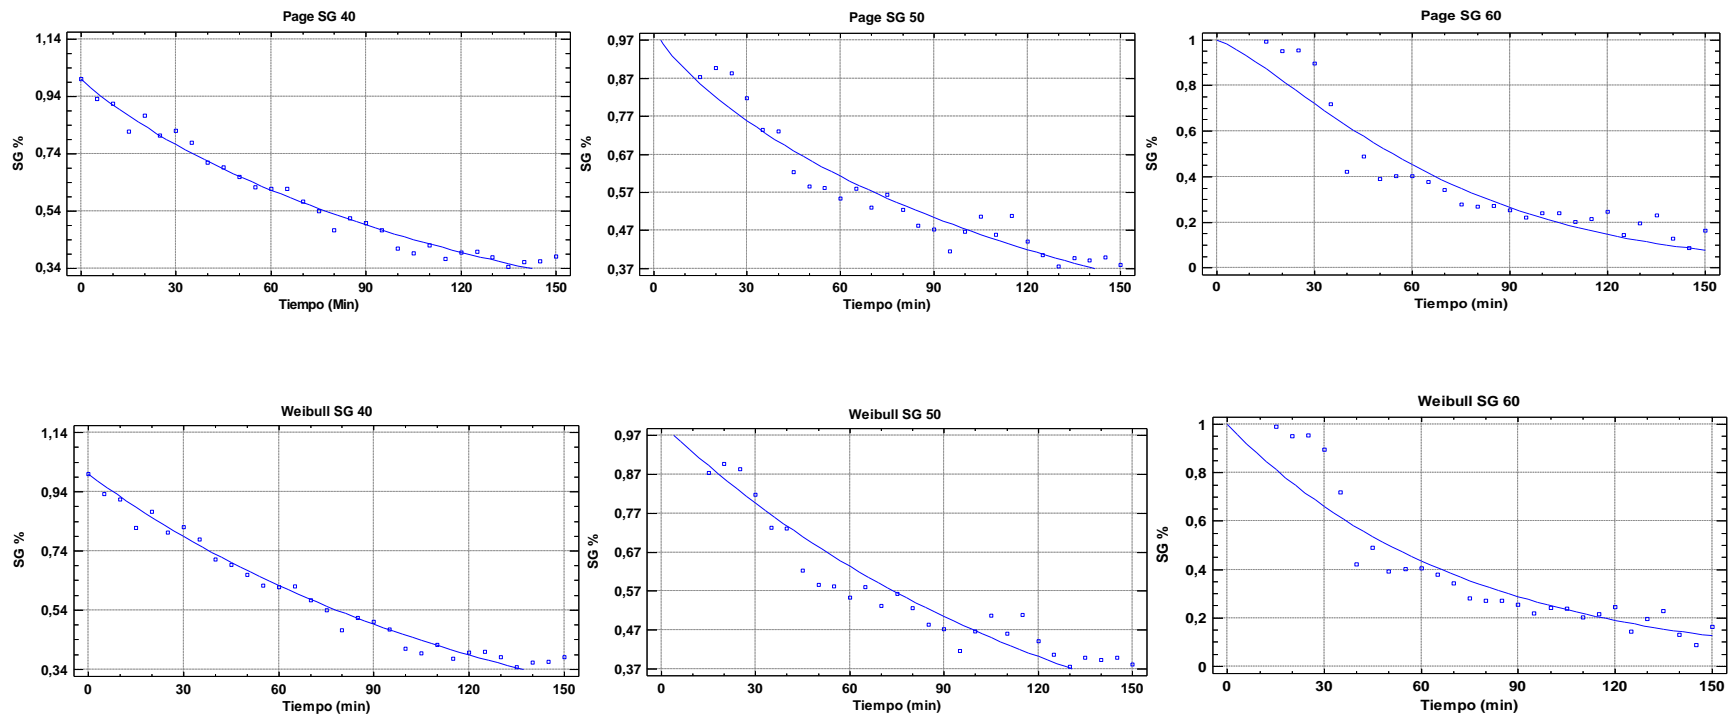 Page SG 40
1,14
0,94
0,74
0,54
0,34
SG %
0 30 60 90 120 150
Tiempo (Min)
Page SG 50
0,97
0,87
0,77
0,67
0,57
0,47
0,37
SG %
0 30 60 90 120 150
Tiempo (min)
Page SG 60
1
0,8
0,6
0,4
0,2
0
SG %
0 30 60 90 120 150
Tiempo (min)
Weibull SG 40
1,14
0,94
0,74
0,54
0,34
SG %
0 30 60 90 120 150
Tiempo (min)
Weibull SG 50
0,97
0,87
0,77
0,67
0,57
0,47
0,37
SG %
0 30 60 90 120 150
Tiempo (min)
Weibull SG 60
1
0,8
0,6
0,4
0,2
0
SG %
0 30 60 90 120 150
Tiempo (min)